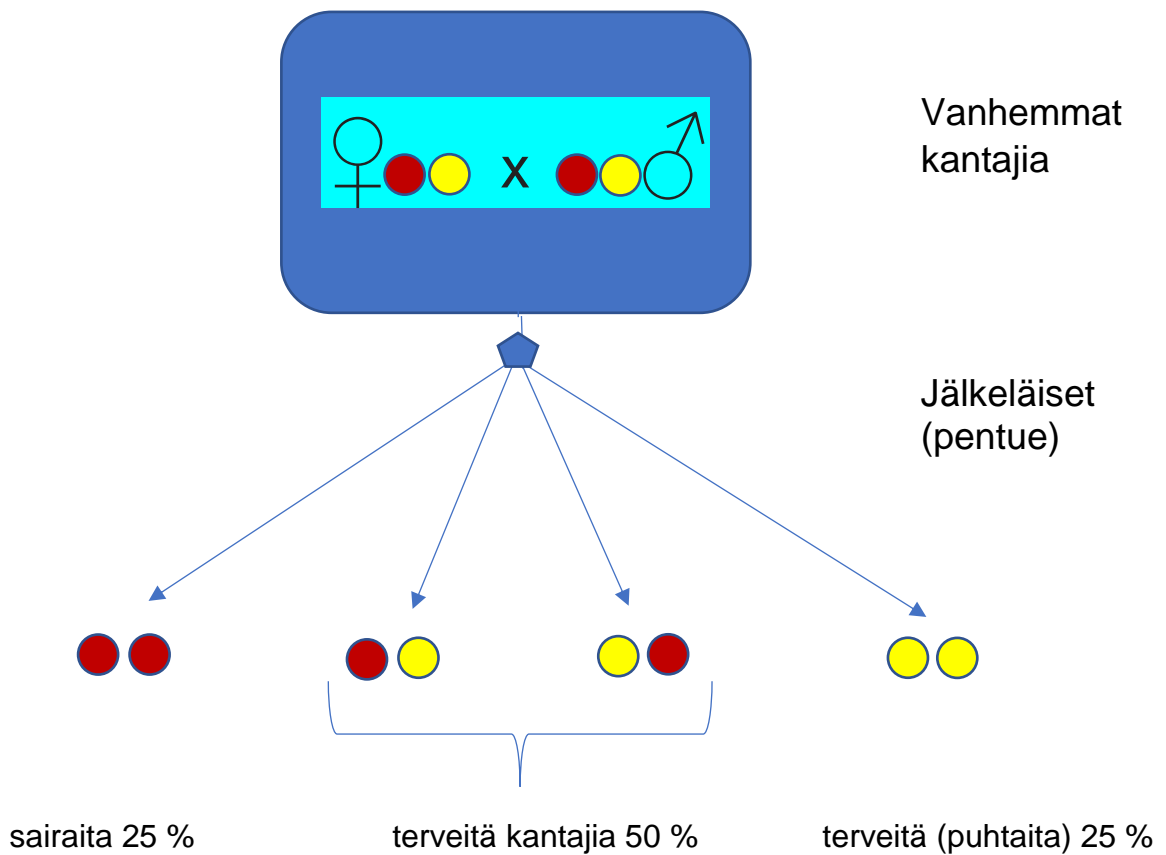 Vanhemmat
kantajia
x
Jälkeläiset
(pentue)
sairaita 25 %
terveitä kantajia 50 %
terveitä (puhtaita) 25 %